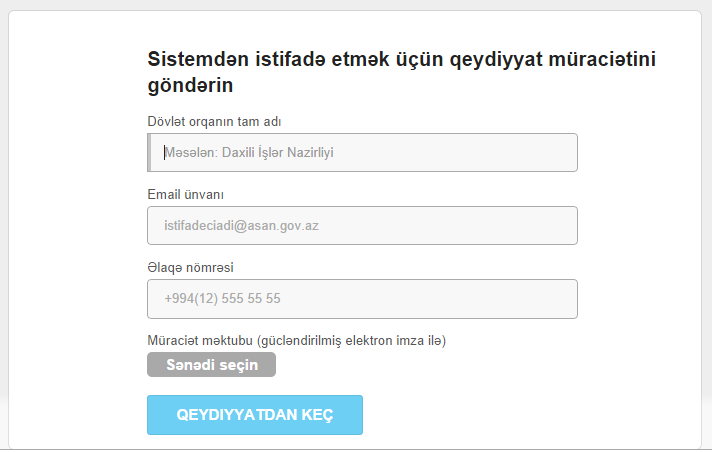 Sistemdən istifadə etmək üçün qeydiyyat müraciətini
göndərin
Dövlət orqanın tam adı
Məsələn: Daxili İşlər Nazirliyi
Email ünvanı
istifadeciadi@asan.gov.az
Əlaqə nömrəsi
+994(12) 555 55 55
Müraciət məktubu (gücləndirilmiş elektron imza ilə)
Sənədi seçin
QEYDIYYATDAN KEÇ